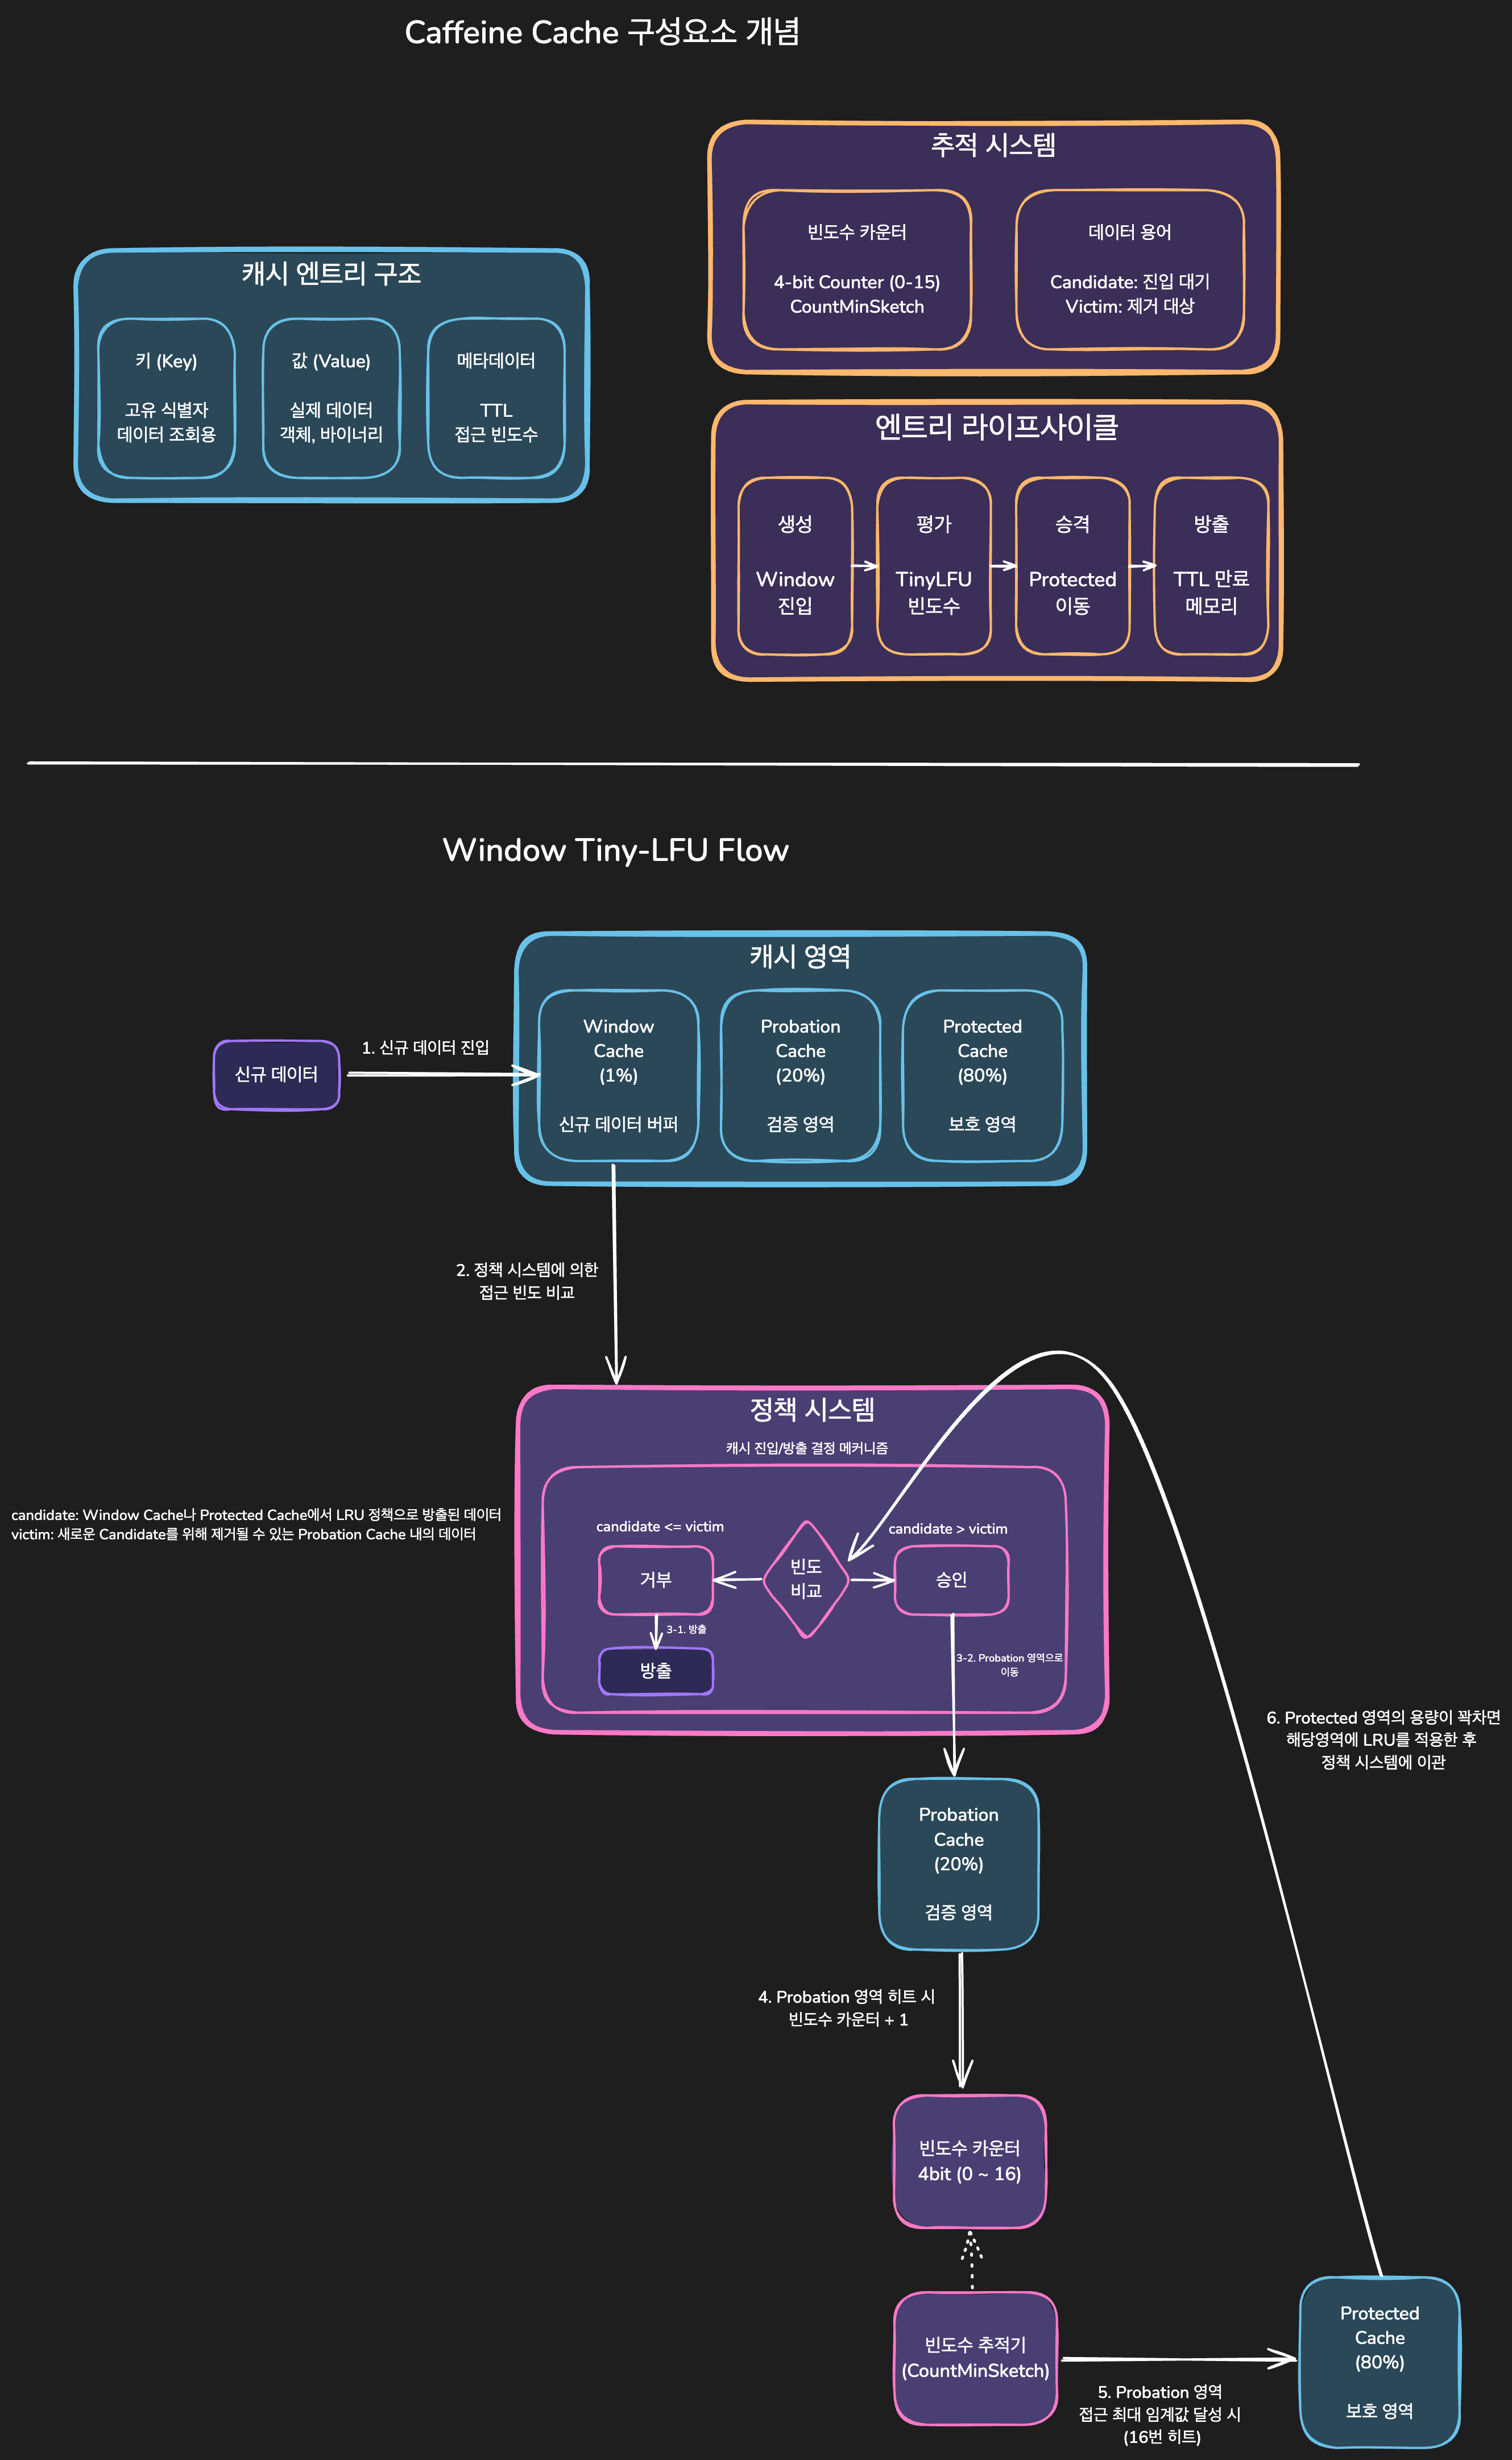 Caffeine Cache 구성요소 개념
추적 시스템
빈도수 카운터
4-bit Counter (0-15)
CountMinSketch
데이터 용어
Candidate: 진입 대기
Victim: 제거 대상
캐시 엔트리 구조
키 (Key)
고유 식별자
데이터 조회용
값 (Value)
실제 데이터
객체, 바이너리
메타데이터
TTL
접근 빈도수
엔트리 라이프사이클
생성
Window
진입
평가
TinyLFU
빈도수
승격
Protected
이동
방출
TTL 만료
메모리
Window Tiny-LFU Flow
캐시 영역
신규 데이터
1. 신규 데이터 진입
Window
Cache
(1%)
신규 데이터 버퍼
Probation
Cache
(20%)
검증 영역
Protected
Cache
(80%)
보호 영역
2. 정책 시스템에 의한
접근 빈도 비교
정책 시스템
캐시 진입/방출 결정 메커니즘
candidate: Window Cache나 Protected Cache에서 LRU 정책으로 방출된 데이터
victim: 새로운 Candidate를 위해 제거될 수 있는 Probation Cache 내의 데이터
candidate <= victim
candidate > victim
거부
빈도
비교
승인
3-1. 방출
방출
3-2. Probation 영역으로
이동
6. Protected 영역의 용량이 꽉차면
해당영역에 LRU를 적용한 후
정책 시스템에 이관
Probation
Cache
(20%)
검증 영역
4. Probation 영역 히트 시
빈도수 카운터 + 1
빈도수 카운터
4bit (0 ~ 16)
빈도수 추적기
(CountMinSketch)
5. Probation 영역
접근 최대 임계값 달성 시
(16번 히트)
Protected
Cache
(80%)
보호 영역